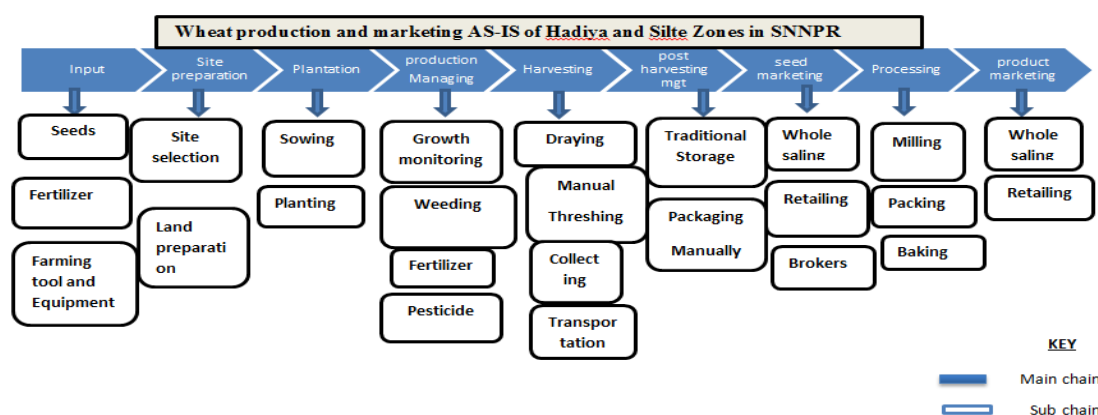 Wheat production and marketing AS-IS of Hadiya and Silte Zones in SNNPR
Input
Site
preparation
Plantation
production
Managing
Harvesting
post
harvesting
mgt
seed
marketing
Processing
product
marketing
Seeds
Fertilizer
Farming
tool and
Equipment
Site
selection
Land
preparati
on
Sowing
Planting
Growth
monitoring
Weeding
Fertilizer
Pesticide
Draying
Manual
Threshing
Collect
ing
Transpor
tation
Traditional
Storage
Packaging
Manually
Whole
saling
Retailing
Brokers
Milling
Packing
Baking
Whole
saling
Retailing
KEY
Main chain
Sub chain